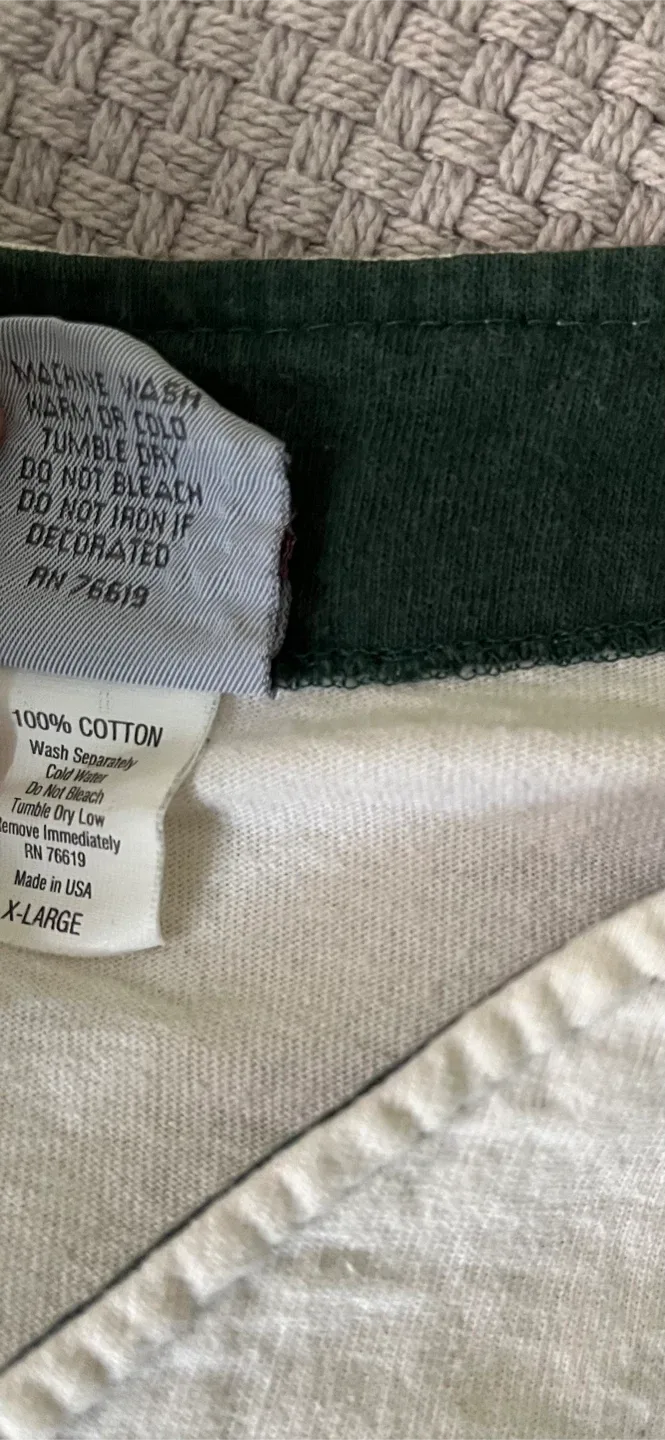 MACHINE WASH
WARM OR COLD
TUMBLE DRY
DO NOT BLEACH
DO NOT IRON IF
DECORATED
RN 76619
100% COTTON
Wash Separately
Cold Water
Do Not Bleach
Tumble Dry Low
emove Immediately
RN 76619
Made in USA
X-LARGE